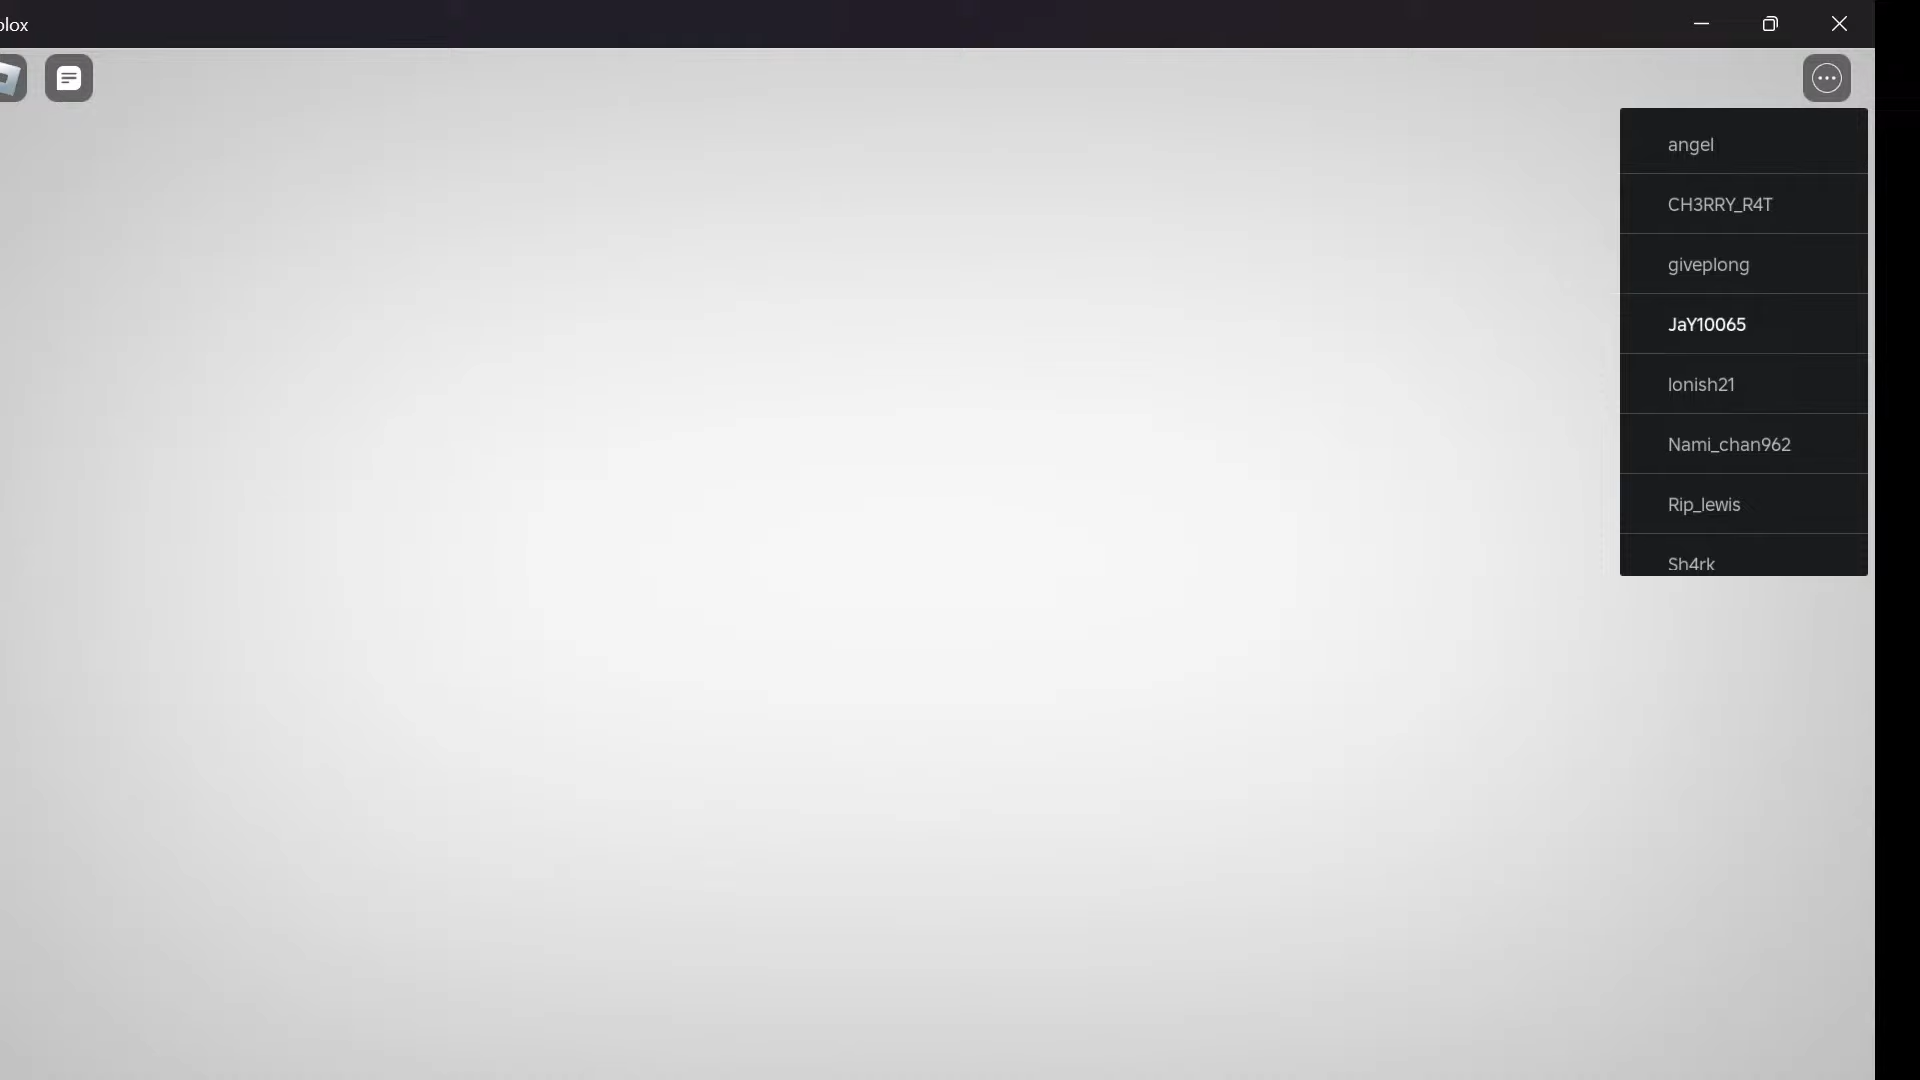 blox
angel
CH3RRY_R4T
giveplong
JaY10065
lonish21
Nami_chan962
Rip_lewis
Sh4rk